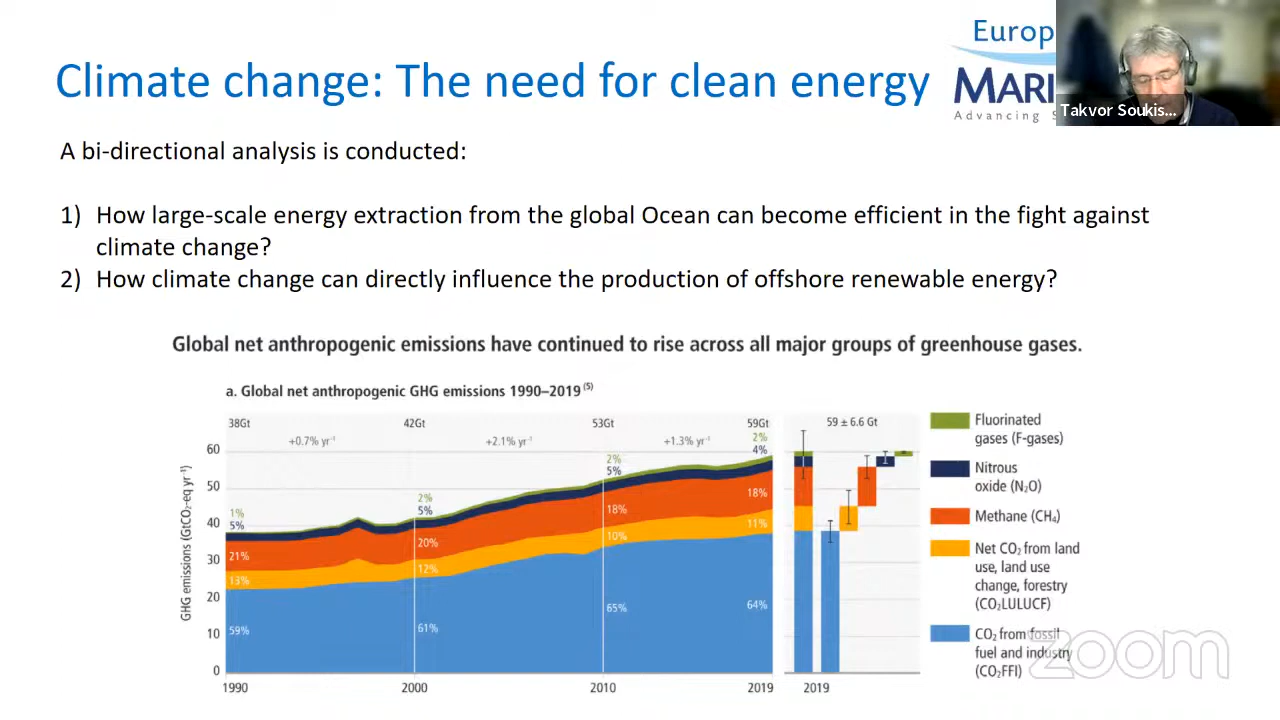 Europ
MARI
Advancing s
Takvor Soukis...
Climate change: The need for clean energy
A bi-directional analysis is conducted:
1) How large-scale energy extraction from the global Ocean can become efficient in the fight against
climate change?
2) How climate change can directly influence the production of offshore renewable energy?
Global net anthropogenic emissions have continued to rise across all major groups of greenhouse gases.
a. Global net anthropogenic GHG emissions 1990–2019 (5)
38Gt 42Gt 53Gt 59Gt 59 ± 6.6 Gt
+0.7% yr⁻¹ +2.1% yr⁻¹ +1.3% yr⁻¹
GHG emissions (GtCO₂-eq yr⁻¹)
60
50
40
30
20
10
0
1%
5%
21%
13%
59%
2%
5%
20%
12%
61%
2%
5%
18%
10%
65%
2%
4%
18%
11%
64%
1990 2000 2010 2019 2019
Fluorinated
gases (F-gases)
Nitrous
oxide (N₂O)
Methane (CH₄)
Net CO₂ from land
use, land use
change, forestry
(CO₂LULUCF)
CO₂ from fossil
fuel and industry
(CO₂FFI)
zoom